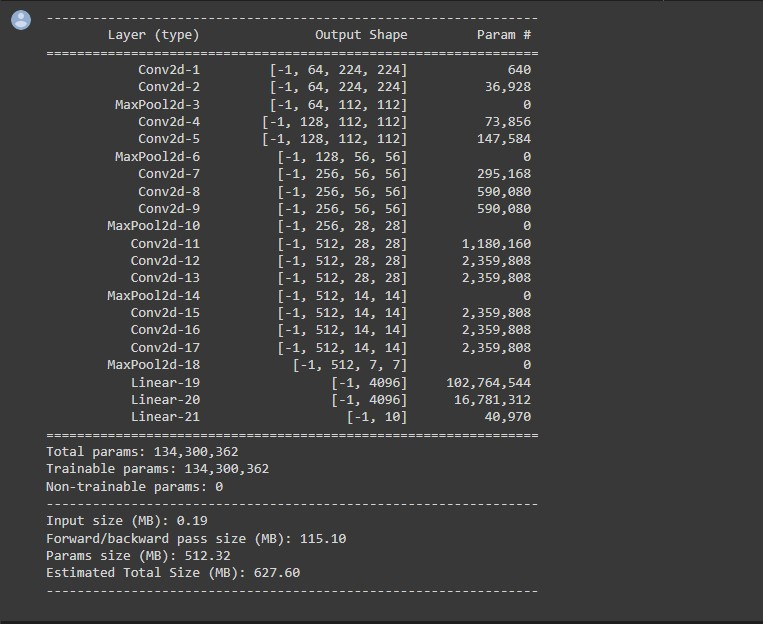 ----------------------------------------------------------------
        Layer (type)               Output Shape         Param #
================================================================
            Conv2d-1         [-1, 64, 224, 224]             640
            Conv2d-2         [-1, 64, 224, 224]          36,928
         MaxPool2d-3         [-1, 64, 112, 112]               0
            Conv2d-4        [-1, 128, 112, 112]          73,856
            Conv2d-5        [-1, 128, 112, 112]         147,584
         MaxPool2d-6          [-1, 128, 56, 56]               0
            Conv2d-7          [-1, 256, 56, 56]         295,168
            Conv2d-8          [-1, 256, 56, 56]         590,080
            Conv2d-9          [-1, 256, 56, 56]         590,080
        MaxPool2d-10          [-1, 256, 28, 28]               0
           Conv2d-11          [-1, 512, 28, 28]       1,180,160
           Conv2d-12          [-1, 512, 28, 28]       2,359,808
           Conv2d-13          [-1, 512, 28, 28]       2,359,808
        MaxPool2d-14          [-1, 512, 14, 14]               0
           Conv2d-15          [-1, 512, 14, 14]       2,359,808
           Conv2d-16          [-1, 512, 14, 14]       2,359,808
           Conv2d-17          [-1, 512, 14, 14]       2,359,808
        MaxPool2d-18            [-1, 512, 7, 7]               0
           Linear-19                 [-1, 4096]     102,764,544
           Linear-20                 [-1, 4096]      16,781,312
           Linear-21                   [-1, 10]          40,970
================================================================
Total params: 134,300,362
Trainable params: 134,300,362
Non-trainable params: 0
----------------------------------------------------------------
Input size (MB): 0.19
Forward/backward pass size (MB): 115.10
Params size (MB): 512.32
Estimated Total Size (MB): 627.60
----------------------------------------------------------------